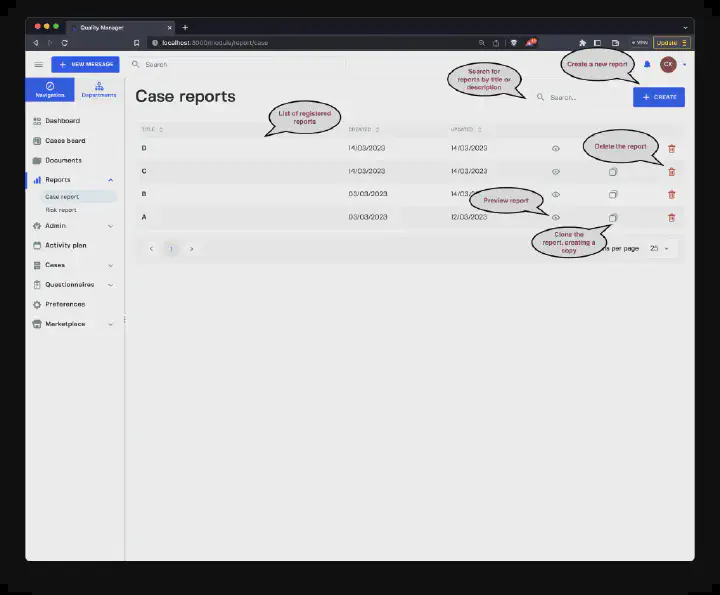 Quality Manager
localhost:8000/module/report/case
VPN
Update
NEW MESSAGE
Search
Create a new report
CK
Navigation
Departments
Case reports
Search for
reports by title or
description
Search...
CREATE
List of registered
reports
TITLE
CREATED
UPDATED
Dashboard
Cases board
Documents
Reports
Case report
Risk report
Admin
Activity plan
Cases
Questionnaires
Preferences
Marketplace
D
14/03/2023
14/03/2023
Delete the report
C
14/03/2023
14/03/2023
B
03/03/2023
14/03/2
Preview report
A
03/03/2023
12/03/2023
Clone the
report, creating a
copy
1
per page
25